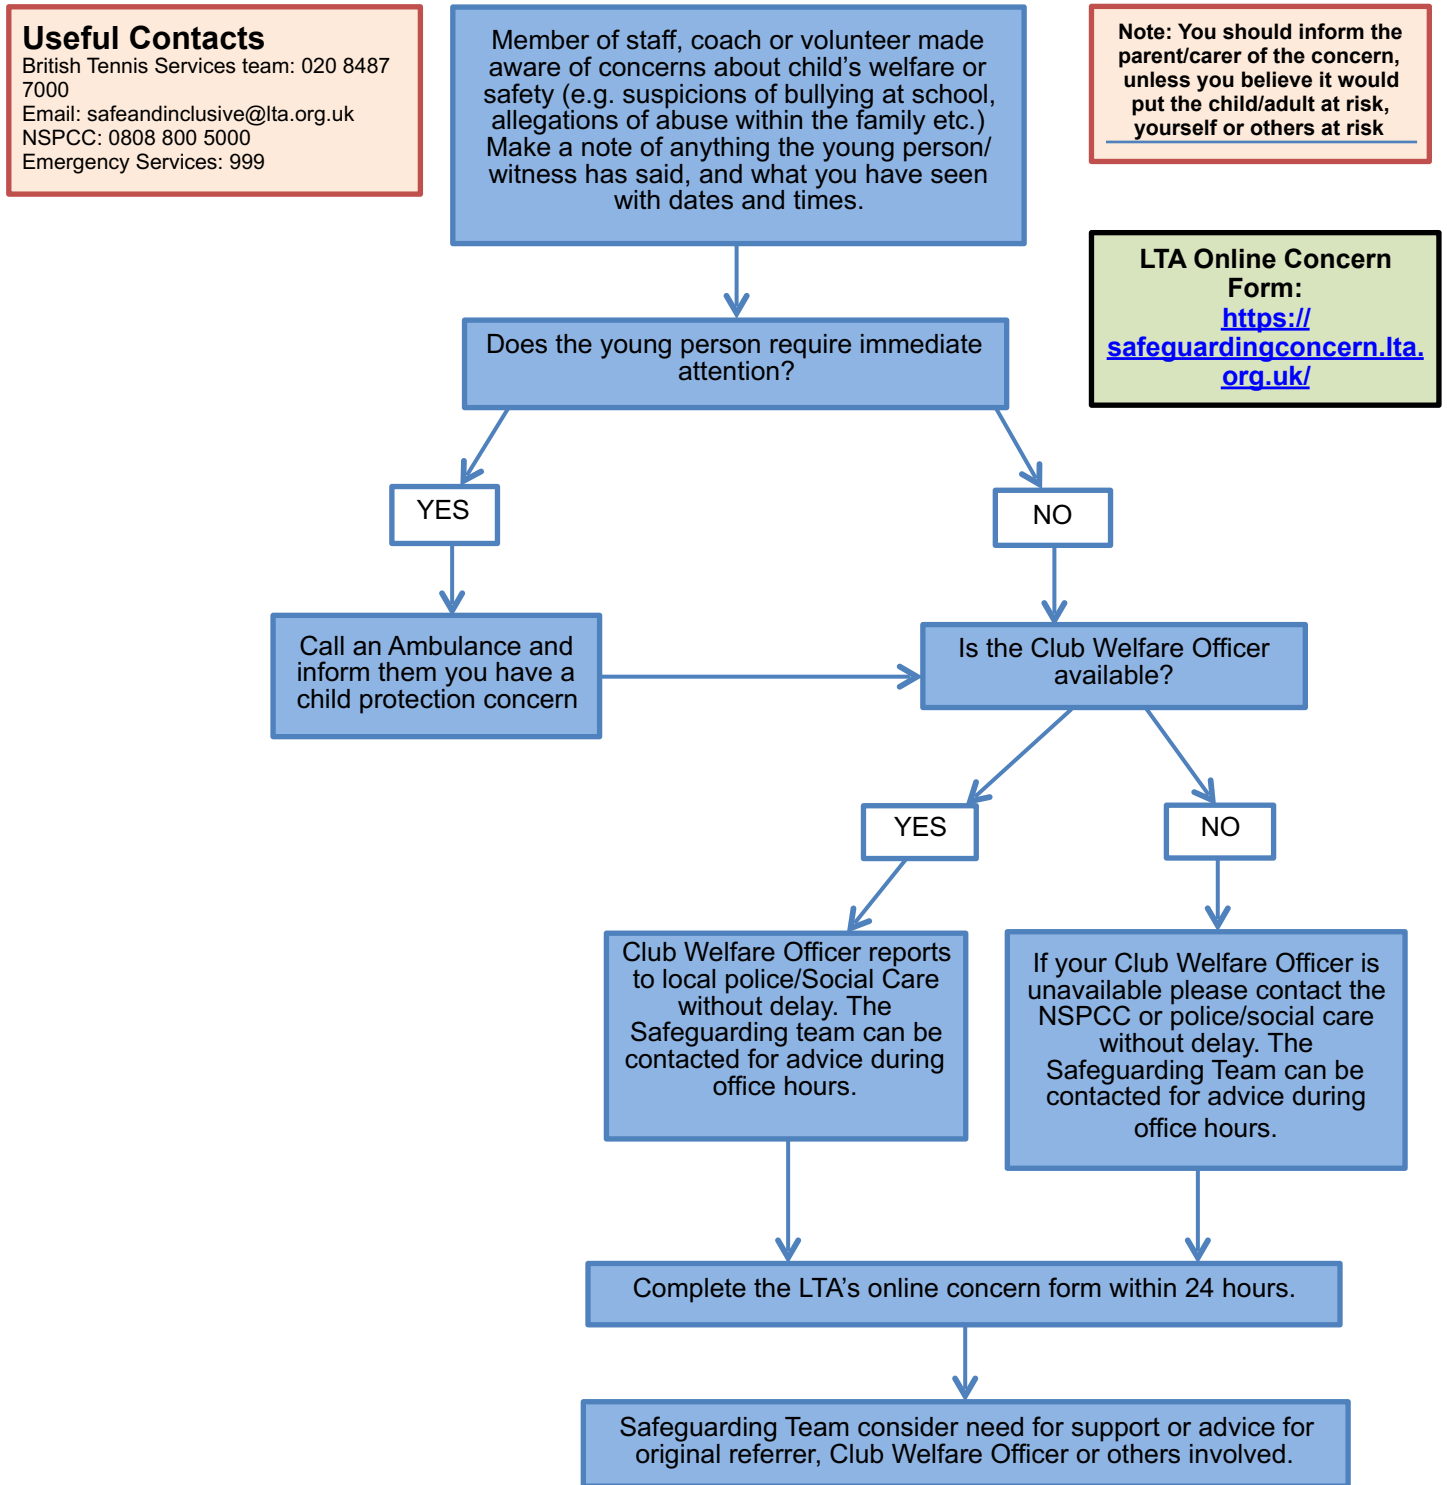 Useful Contacts
British Tennis Services team: 020 8487
7000
Email: safeandinclusive@lta.org.uk
NSPCC: 0808 800 5000
Emergency Services: 999
Member of staff, coach or volunteer made
aware of concerns about child’s welfare or
safety (e.g. suspicions of bullying at school,
allegations of abuse within the family etc.)
Make a note of anything the young person/
witness has said, and what you have seen
with dates and times.
Note: You should inform the
parent/carer of the concern,
unless you believe it would
put the child/adult at risk,
yourself or others at risk
LTA Online Concern
Form:
https://
safeguardingconcern.lta.
org.uk/
Does the young person require immediate
attention?
YES
NO
Call an Ambulance and
inform them you have a
child protection concern
Is the Club Welfare Officer
available?
YES
NO
Club Welfare Officer reports
to local police/Social Care
without delay. The
Safeguarding team can be
contacted for advice during
office hours.
If your Club Welfare Officer is
unavailable please contact the
NSPCC or police/social care
without delay. The
Safeguarding Team can be
contacted for advice during
office hours.
Complete the LTA’s online concern form within 24 hours.
Safeguarding Team consider need for support or advice for
original referrer, Club Welfare Officer or others involved.